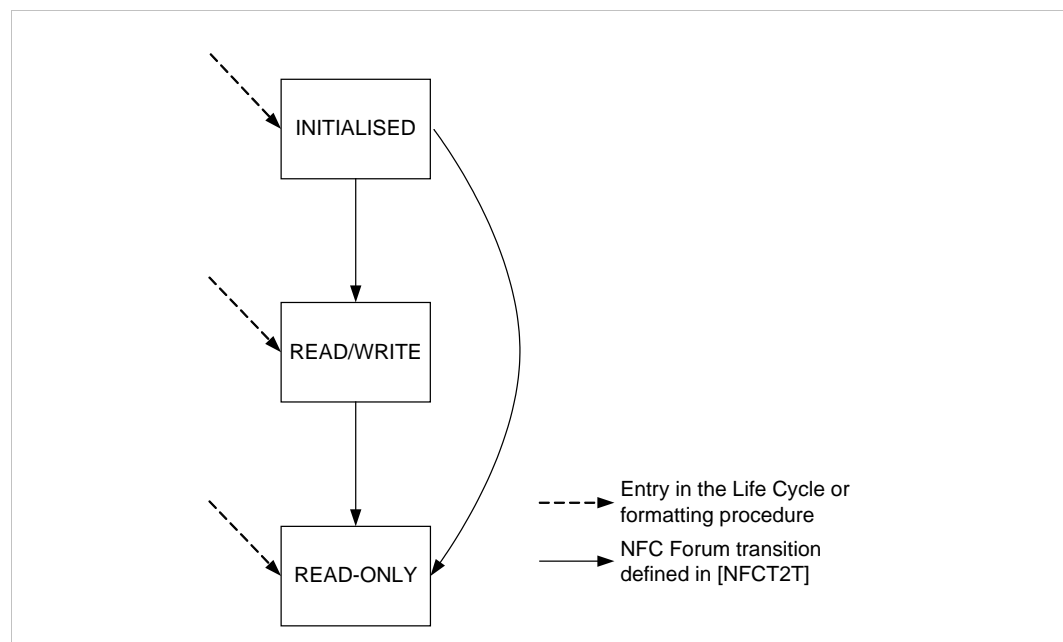 INITIALISED
READ/WRITE
READ-ONLY
Entry in the Life Cycle or
formatting procedure
NFC Forum transition
defined in [NFCT2T]